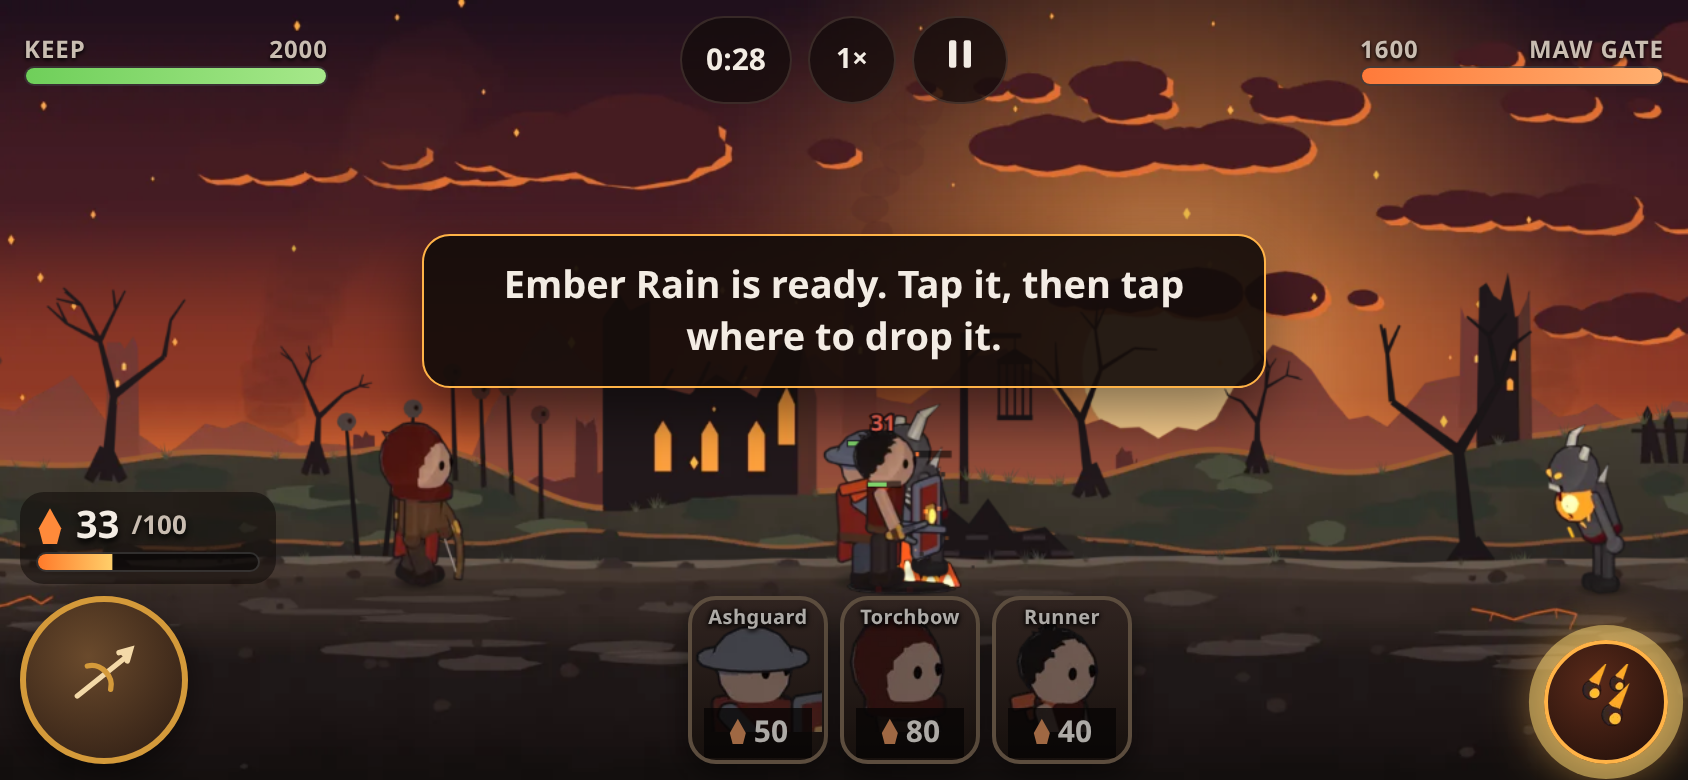 KEEP 2000
0:28
1×
1600 MAW GATE
Ember Rain is ready. Tap it, then tap
where to drop it.
31
33 /100
Ashguard
50
Torchbow
80
Runner
40